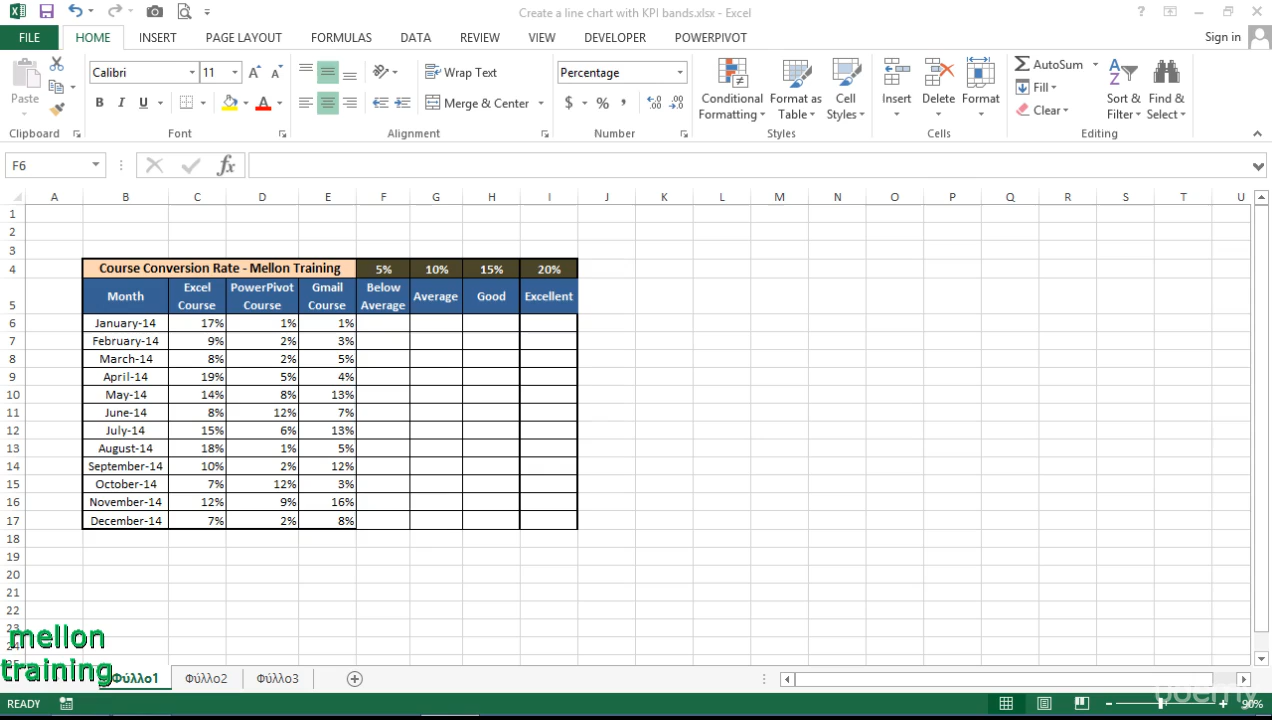 Create a line chart with KPI bands.xlsx - Excel
FILE HOME INSERT PAGE LAYOUT FORMULAS DATA REVIEW VIEW DEVELOPER POWERPIVOT Sign in
Calibri 11 Wrap Text Percentage AutoSum
Paste Conditional Format as Cell Insert Delete Format Fill Sort & Find &
B I U Merge & Center $ % Formatting Table Styles Clear Filter Select
Clipboard Font Alignment Number Styles Cells Editing
F6 fx
A B C D E F G H I J K L M N O P Q R S T U
1
2
3
4 Course Conversion Rate - Mellon Training 5% 10% 15% 20%
5 Month Excel Course PowerPivot Course Gmail Course Below Average Average Good Excellent
6 January-14 17% 1% 1%
7 February-14 9% 2% 3%
8 March-14 8% 2% 5%
9 April-14 19% 5% 4%
10 May-14 14% 8% 13%
11 June-14 8% 12% 7%
12 July-14 15% 6% 13%
13 August-14 18% 1% 5%
14 September-14 10% 2% 12%
15 October-14 7% 12% 3%
16 November-14 12% 9% 16%
17 December-14 7% 2% 8%
18
19
20
21
22
23
24
mellon
training
Φύλλο1 Φύλλο2 Φύλλο3
udemy
READY 90%